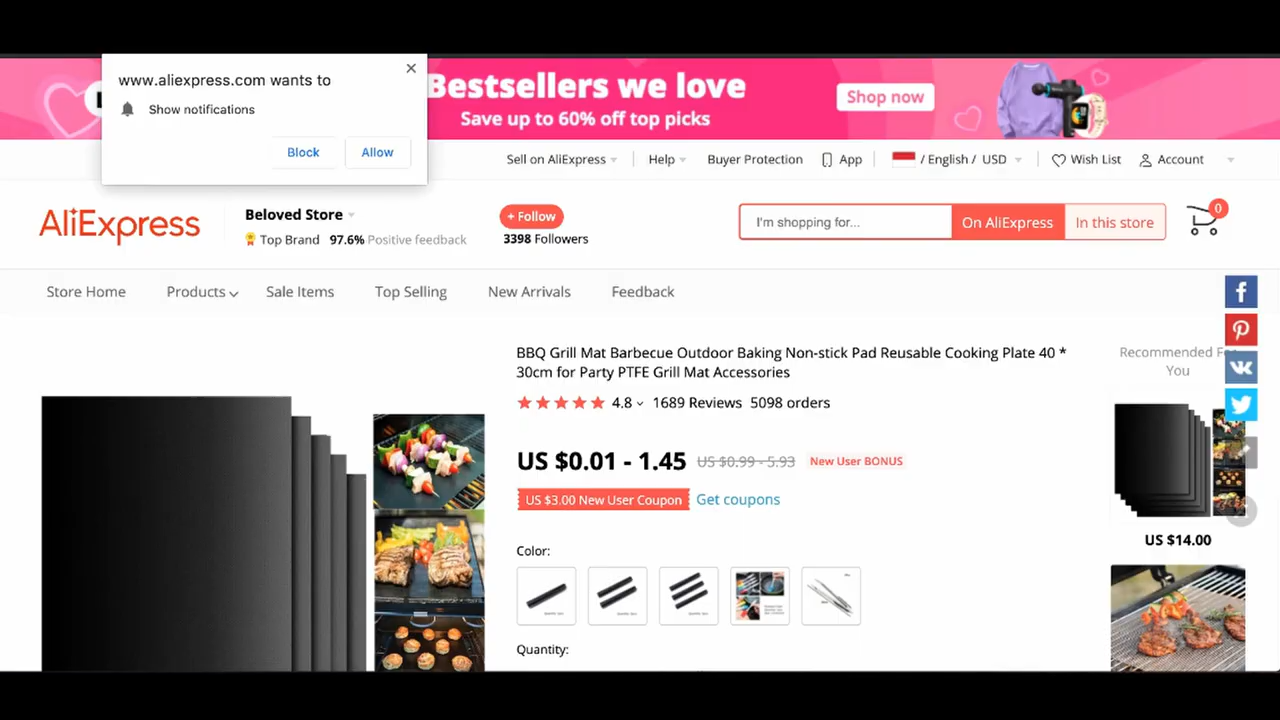 www.aliexpress.com wants to
Show notifications
Block
Allow
Bestsellers we love
Save up to 60% off top picks
Shop now
Sell on AliExpress
Help
Buyer Protection
App
/ English / USD
Wish List
Account
AliExpress
Beloved Store
Top Brand 97.6% Positive feedback
+ Follow
3398 Followers
I'm shopping for...
On AliExpress
In this store
0
Store Home
Products
Sale Items
Top Selling
New Arrivals
Feedback
BBQ Grill Mat Barbecue Outdoor Baking Non-stick Pad Reusable Cooking Plate 40 *
30cm for Party PTFE Grill Mat Accessories
4.8 1689 Reviews 5098 orders
US $0.01 - 1.45 US $0.99 - 5.93 New User BONUS
US $3.00 New User Coupon Get coupons
Color:
Quantity:
Recommended For
You
US $14.00